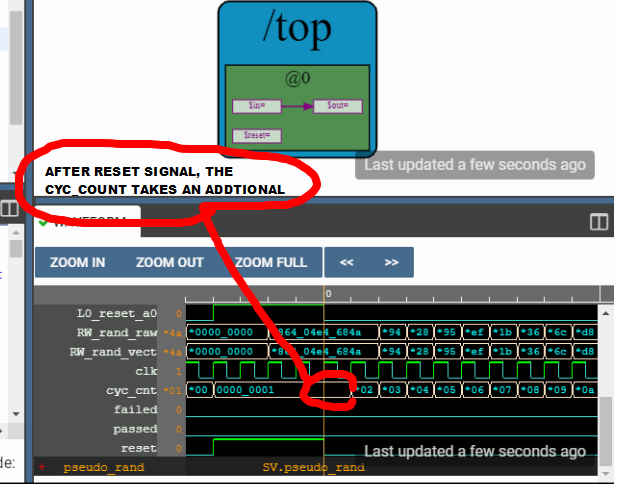 /top
@0
$in=
$out=
$reset=
Last updated a few seconds ago
AFTER RESET SIGNAL, THE
CYC_COUNT TAKES AN ADDTIONAL
WAVEFORM
ZOOM IN ZOOM OUT ZOOM FULL << >>
0
L0_reset_a0 0
RW_rand_raw *4a *0000_0000 *864_04e4_684a *94 *28 *95 *ef *1b *36 *6c *d8
RW_rand_vect *4a *0000_0000 *864_04e4_684a *94 *28 *95 *ef *1b *36 *6c *d8
clk 1
cyc_cnt *01 *00 0000_0001 *02 *03 *04 *05 *06 *07 *08 *09 *0a
failed 0
passed 0
reset 0
Last updated a few seconds ago
+ pseudo_rand SV.pseudo_rand
de: